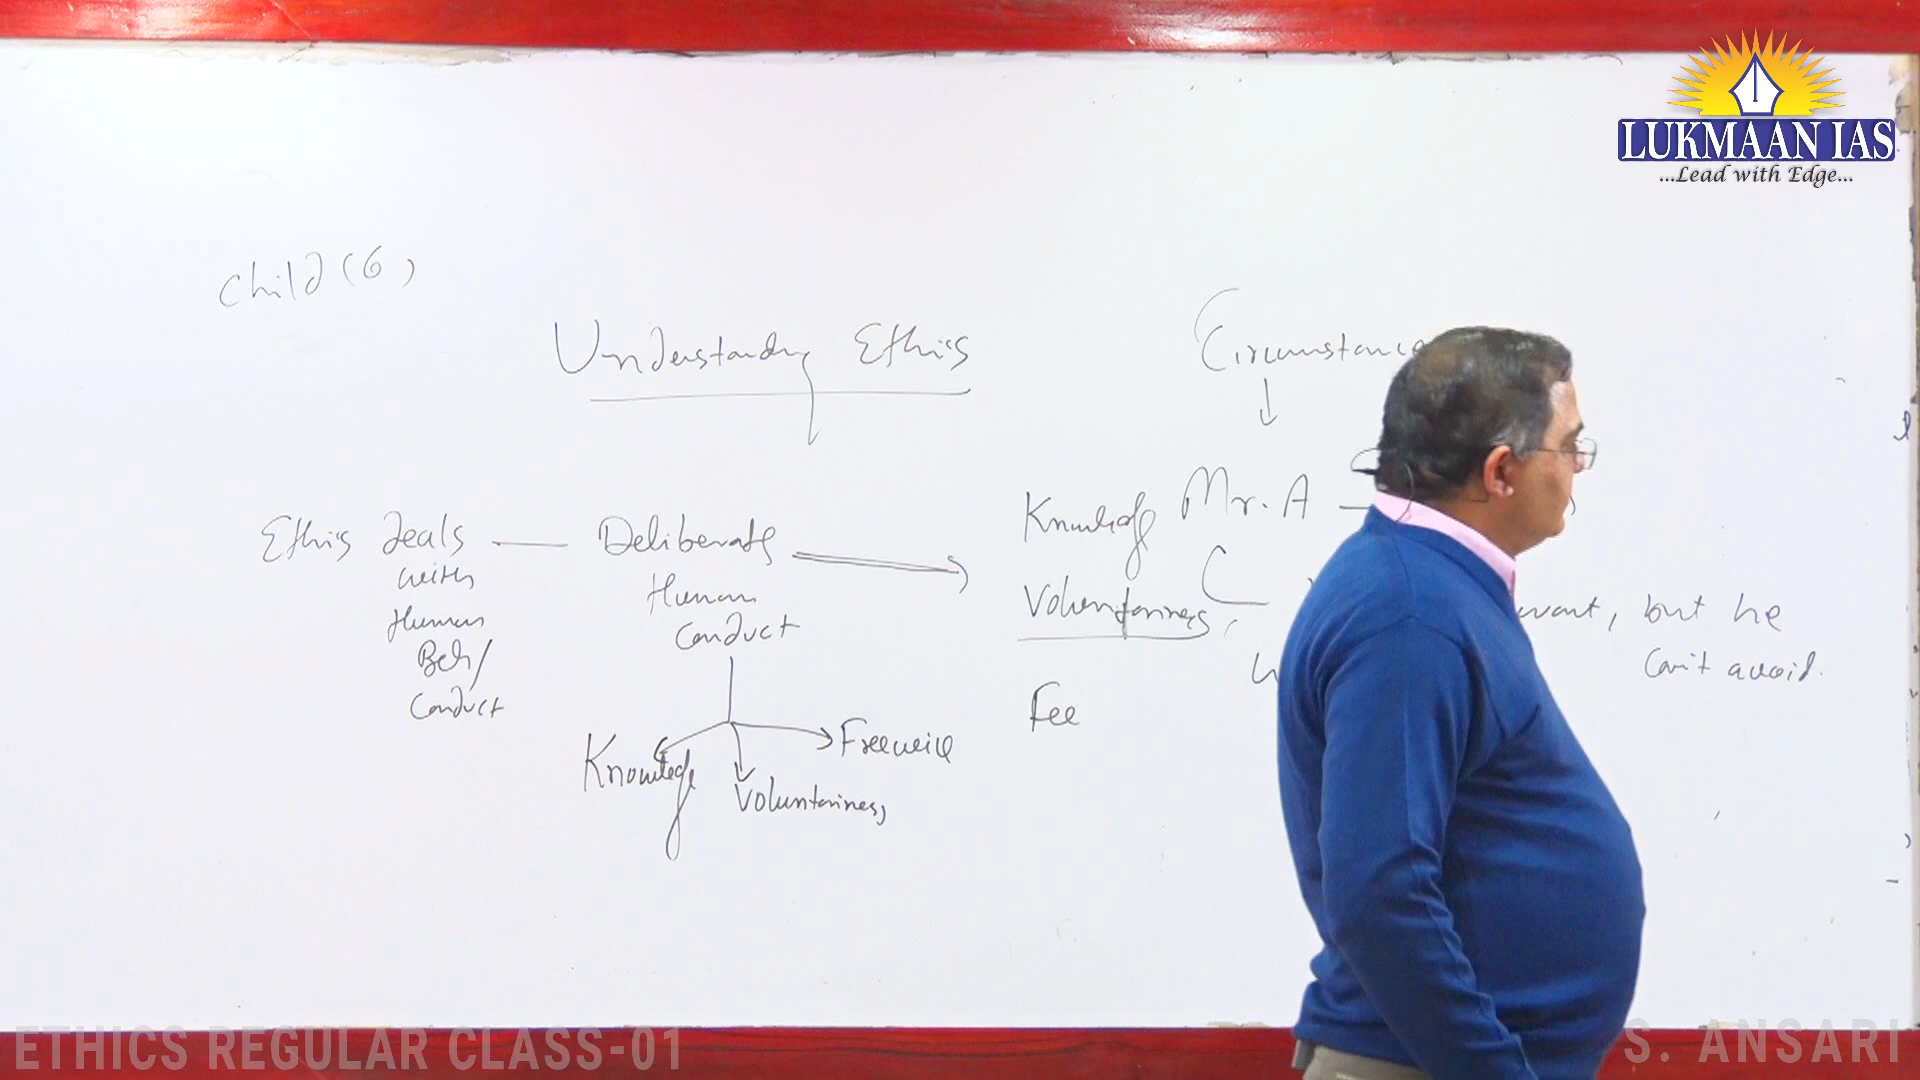 LUKMAAN IAS
...Lead with Edge...
Child (6)
Understanding Ethics
Circumstance
Ethics deals — Deliberate
with
Human
Beh/
Conduct
Human
Conduct
Knowledge
Voluntariness
Freewill
Knowledge
Voluntariness
Fee
Mr. A
want, but he
Can't avoid.
ETHICS REGULAR CLASS-01
S. ANSARI